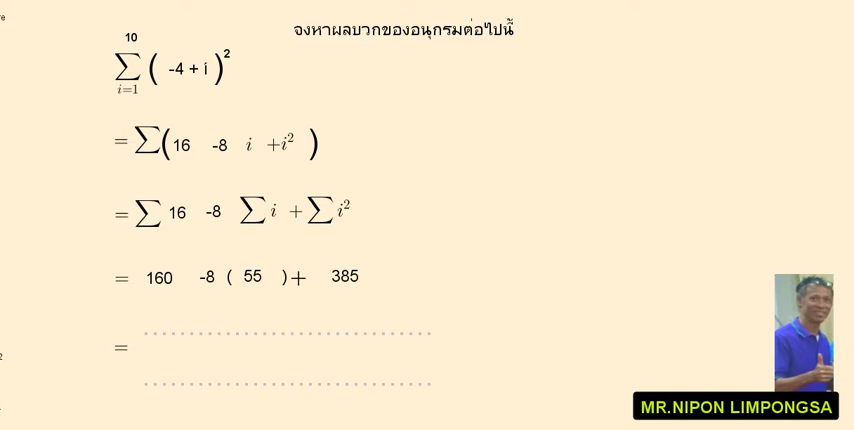 re
จงหาผลบวกของอนุกรมต่อไปนี้
10
∑ ( -4 + i )²
i=1
= ∑(16 -8 i +i² )
= ∑ 16 -8 ∑ i + ∑ i²
= 160 -8 ( 55 )+ 385
=
2
MR.NIPON LIMPONGSA